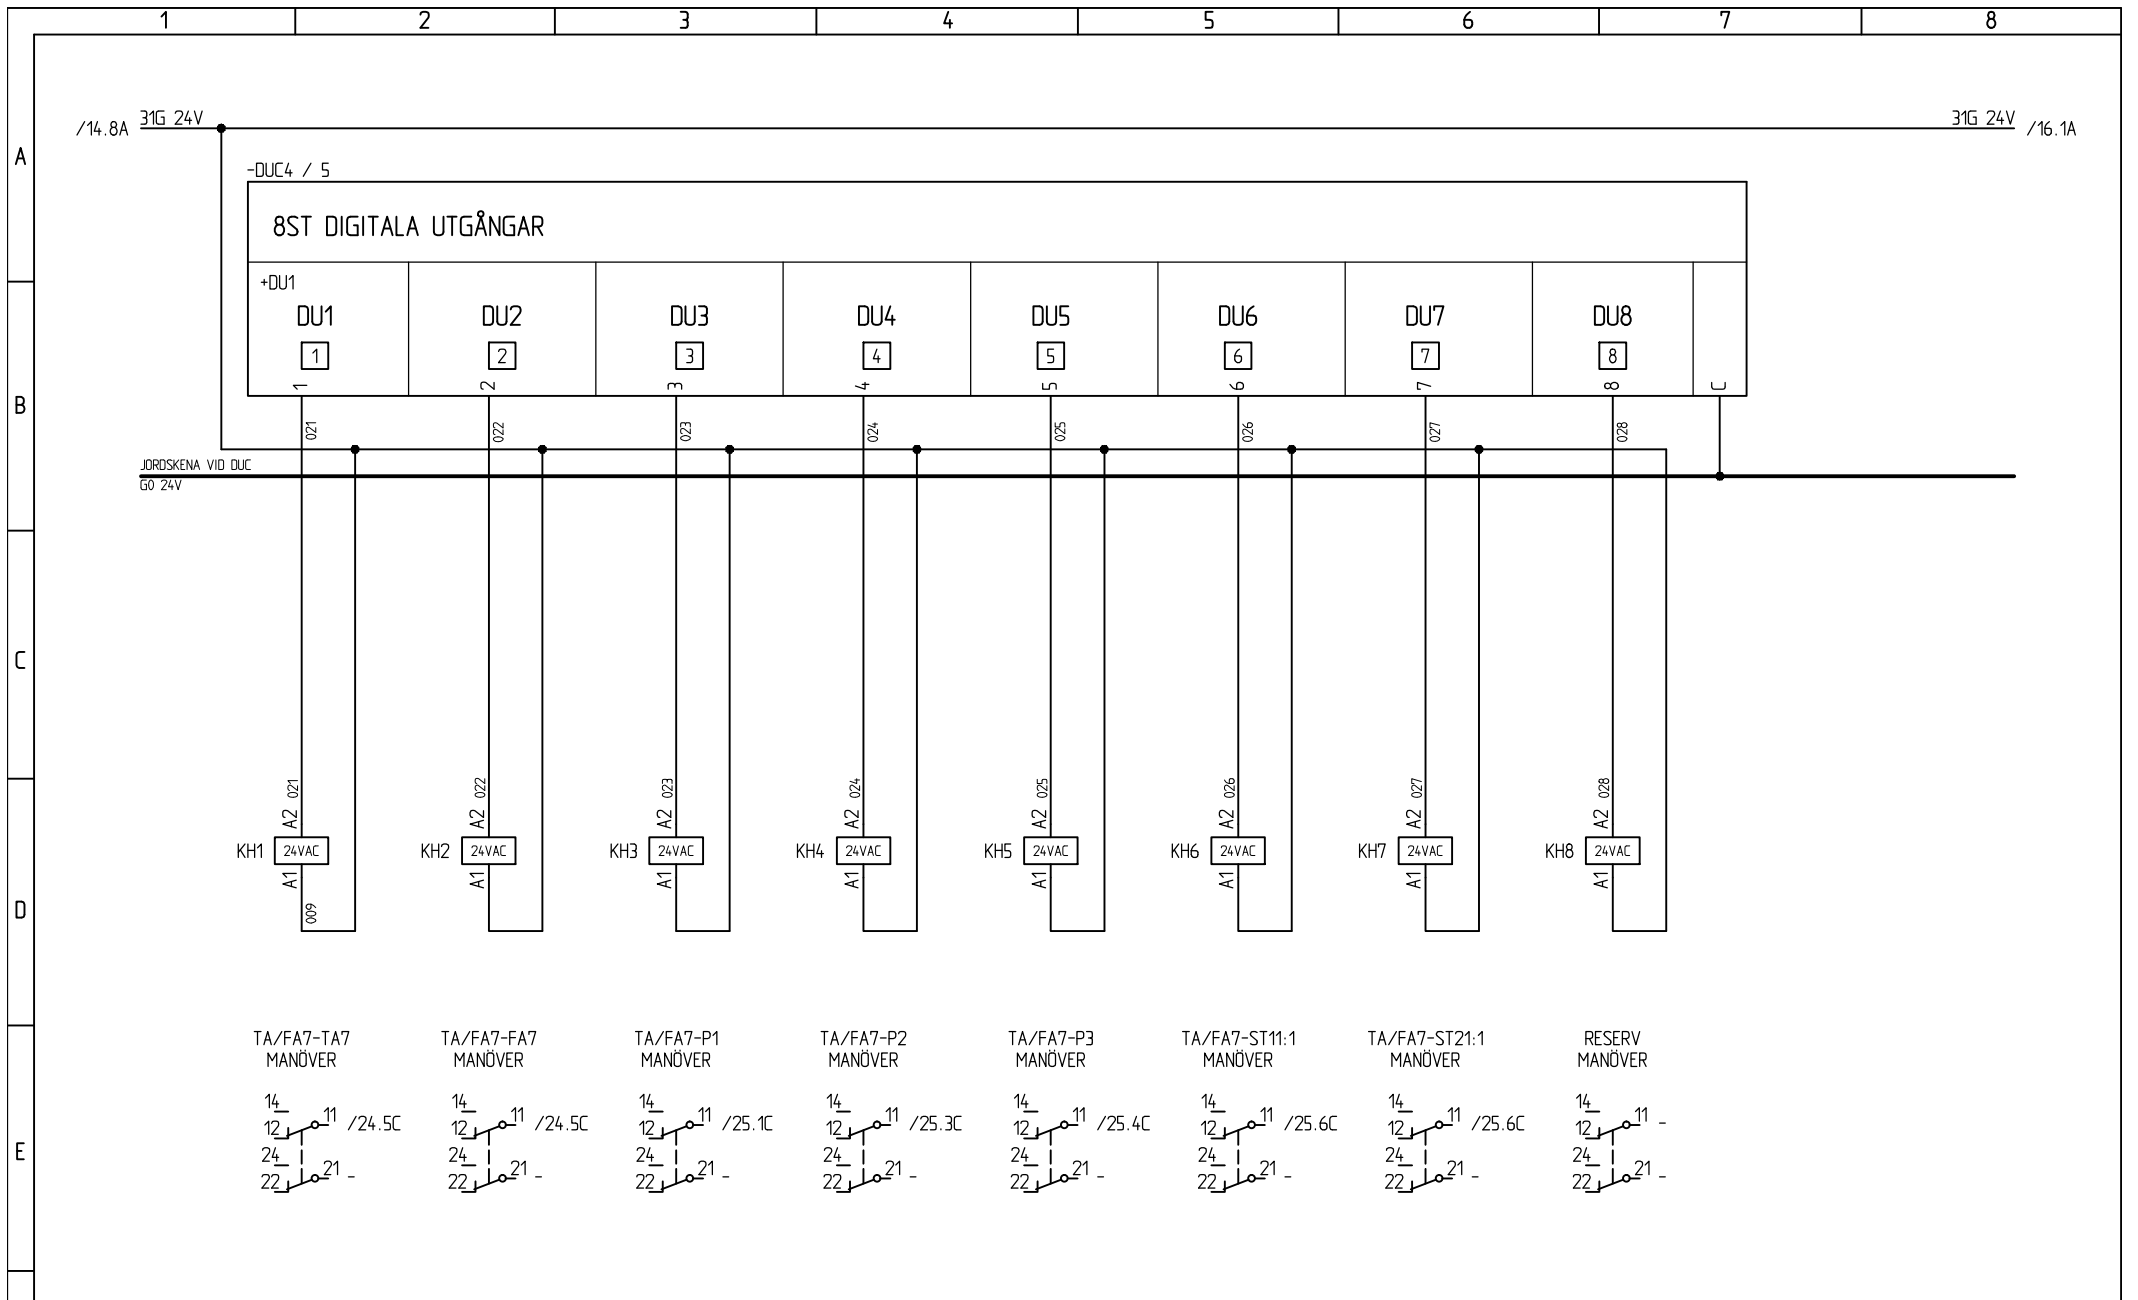 1 2 3 4 5 6 7 8
31G 24V 31G 24V
/14.8A /16.1A
A
-DUC4 / 5
8ST DIGITALA UTGÅNGAR
+DU1
DU1 DU2 DU3 DU4 DU5 DU6 DU7 DU8
1 2 3 4 5 6 7 8
1 2 3 4 5 6 7 8 C
B
021 022 023 024 025 026 027 028
JORDSKENA VID DUC
G0 24V
C
021 022 023 024 025 026 027 028
A2 A2 A2 A2 A2 A2 A2 A2
KH1 24VAC KH2 24VAC KH3 24VAC KH4 24VAC KH5 24VAC KH6 24VAC KH7 24VAC KH8 24VAC
A1 A1 A1 A1 A1 A1 A1 A1
D
009
TA/FA7-TA7 TA/FA7-FA7 TA/FA7-P1 TA/FA7-P2 TA/FA7-P3 TA/FA7-ST11:1 TA/FA7-ST21:1 RESERV
MANÖVER MANÖVER MANÖVER MANÖVER MANÖVER MANÖVER MANÖVER MANÖVER
14 14 14 14 14 14 14 14
11 /24.5C 11 /24.5C 11 /25.1C 11 /25.3C 11 /25.4C 11 /25.6C 11 /25.6C 11 -
12 12 12 12 12 12 12 12
E
24 24 24 24 24 24 24 24
21 - 21 - 21 - 21 - 21 - 21 - 21 - 21 -
22 22 22 22 22 22 22 22